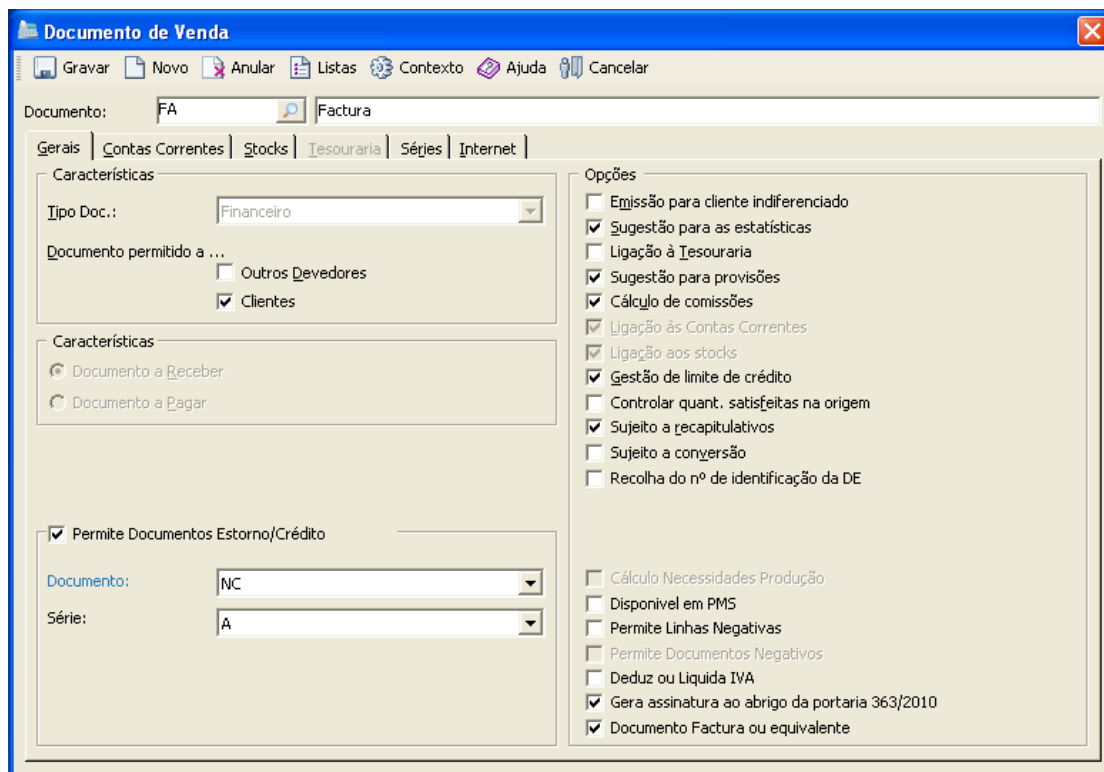 Documento de Venda
Gravar Novo Anular Listas Contexto Ajuda Cancelar
Documento: FA Factura
Gerais Contas Correntes Stocks Tesouraria Séries Internet
Características
Tipo Doc.: Financeiro
Documento permitido a ...
Outros Devedores
Clientes
Características
Documento a Receber
Documento a Pagar
Permite Documentos Estorno/Crédito
Documento: NC
Série: A
Opções
Emissão para cliente indiferenciado
Sugestão para as estatísticas
Ligação à Tesouraria
Sugestão para provisões
Cálculo de comissões
Ligação às Contas Correntes
Ligação aos stocks
Gestão de limite de crédito
Controlar quant. satisfeitas na origem
Sujeito a recapitulativos
Sujeito a conversão
Recolha do nº de identificação da DE
Cálculo Necessidades Produção
Disponivel em PMS
Permite Linhas Negativas
Permite Documentos Negativos
Deduz ou Liquida IVA
Gera assinatura ao abrigo da portaria 363/2010
Documento Factura ou equivalente